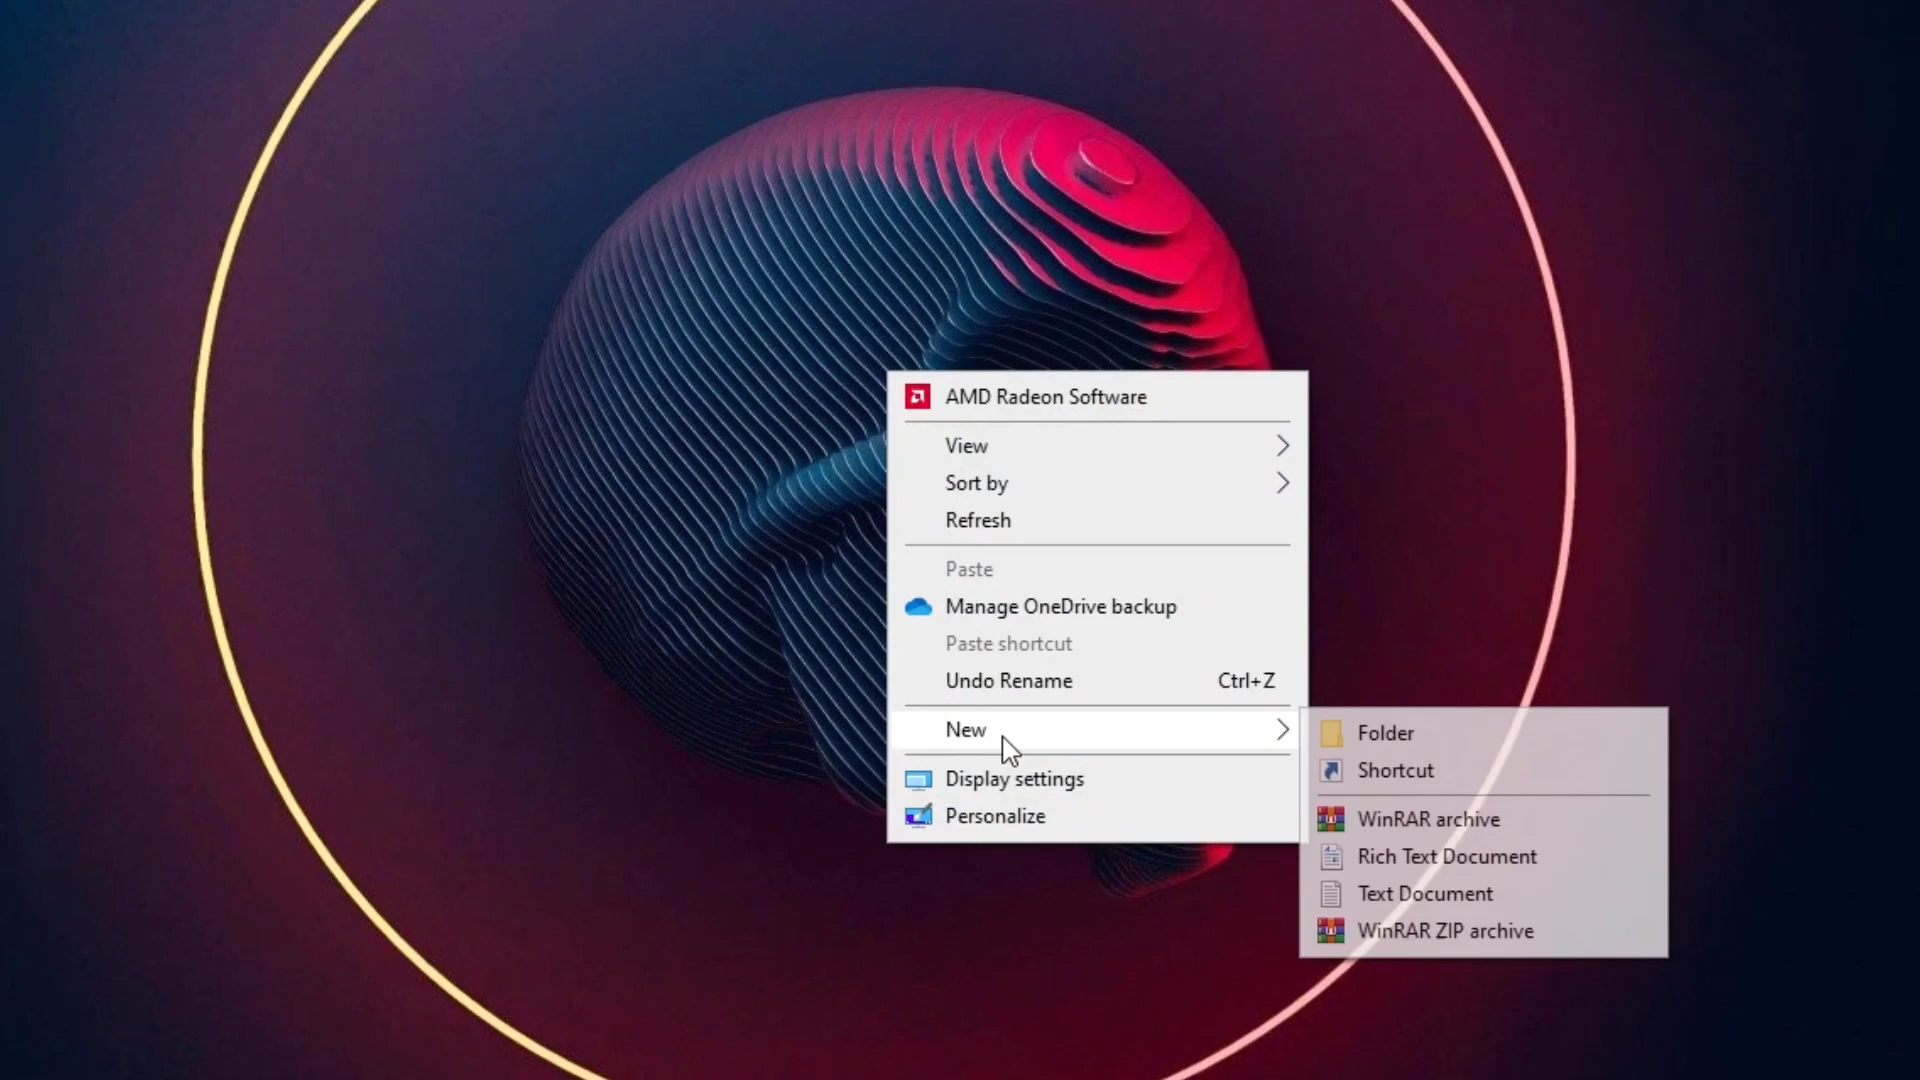 AMD Radeon Software
View
Sort by
Refresh
Paste
Manage OneDrive backup
Paste shortcut
Undo Rename Ctrl+Z
New
Display settings
Personalize
Folder
Shortcut
WinRAR archive
Rich Text Document
Text Document
WinRAR ZIP archive